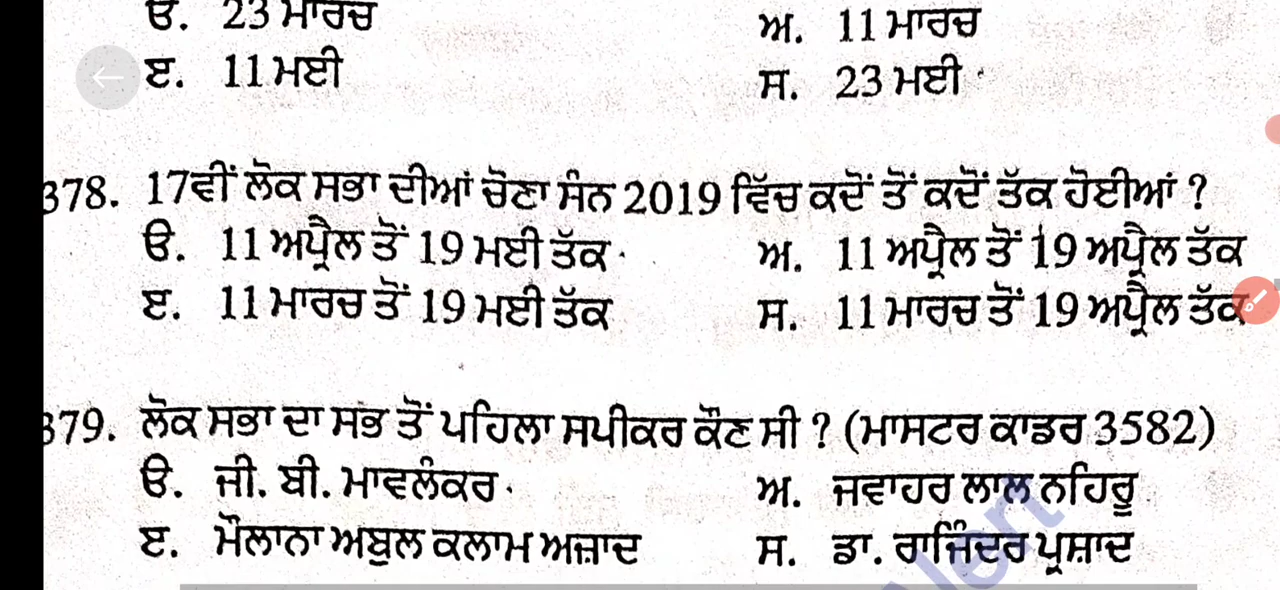 ੳ. 23 ਮਾਰਚ ਅ. 11 ਮਾਰਚ
ੲ. 11 ਮਈ ਸ. 23 ਮਈ
378. 17ਵੀਂ ਲੋਕ ਸਭਾ ਦੀਆਂ ਚੋਣਾ ਸੰਨ 2019 ਵਿੱਚ ਕਦੋਂ ਤੋਂ ਕਦੋਂ ਤੱਕ ਹੋਈਆਂ ?
ੳ. 11 ਅਪ੍ਰੈਲ ਤੋਂ 19 ਮਈ ਤੱਕ ਅ. 11 ਅਪ੍ਰੈਲ ਤੋਂ 19 ਅਪ੍ਰੈਲ ਤੱਕ
ੲ. 11 ਮਾਰਚ ਤੋਂ 19 ਮਈ ਤੱਕ ਸ. 11 ਮਾਰਚ ਤੋਂ 19 ਅਪ੍ਰੈਲ ਤੱਕ
379. ਲੋਕ ਸਭਾ ਦਾ ਸਭ ਤੋਂ ਪਹਿਲਾ ਸਪੀਕਰ ਕੌਣ ਸੀ ? (ਮਾਸਟਰ ਕਾਡਰ 3582)
ੳ. ਜੀ. ਬੀ. ਮਾਵਲੰਕਰ ਅ. ਜਵਾਹਰ ਲਾਲ ਨਹਿਰੂ
ੲ. ਮੌਲਾਨਾ ਅਬੁਲ ਕਲਾਮ ਅਜ਼ਾਦ ਸ. ਡਾ. ਰਾਜਿੰਦਰ ਪ੍ਰਸ਼ਾਦ